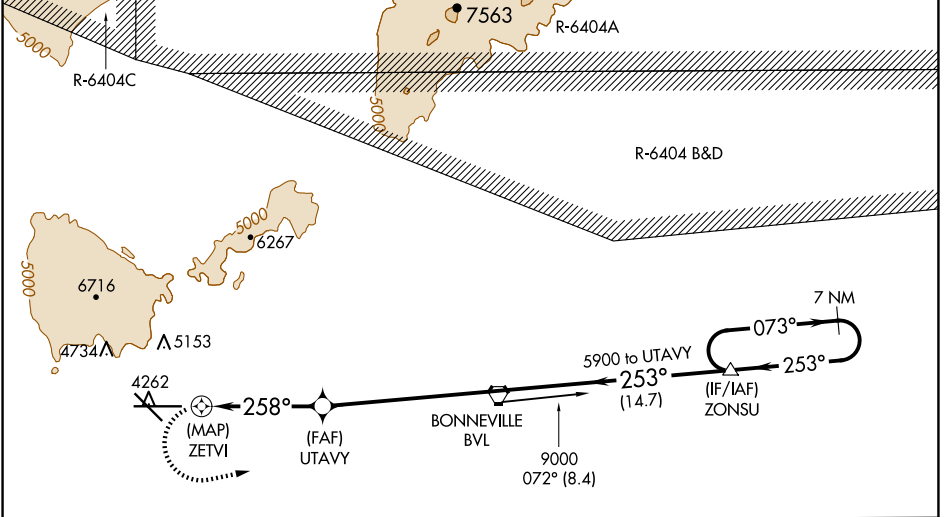 7563
R-6404A
5000
R-6404C
5000
R-6404 B&D
5000
6267
5000
6716
4734
5153
7 NM
073°
5900 to UTAVY
253°
253°
(14.7)
(IF/IAF)
ZONSU
4262
258°
(MAP)
ZETVI
(FAF)
UTAVY
BONNEVILLE
BVL
9000
072° (8.4)